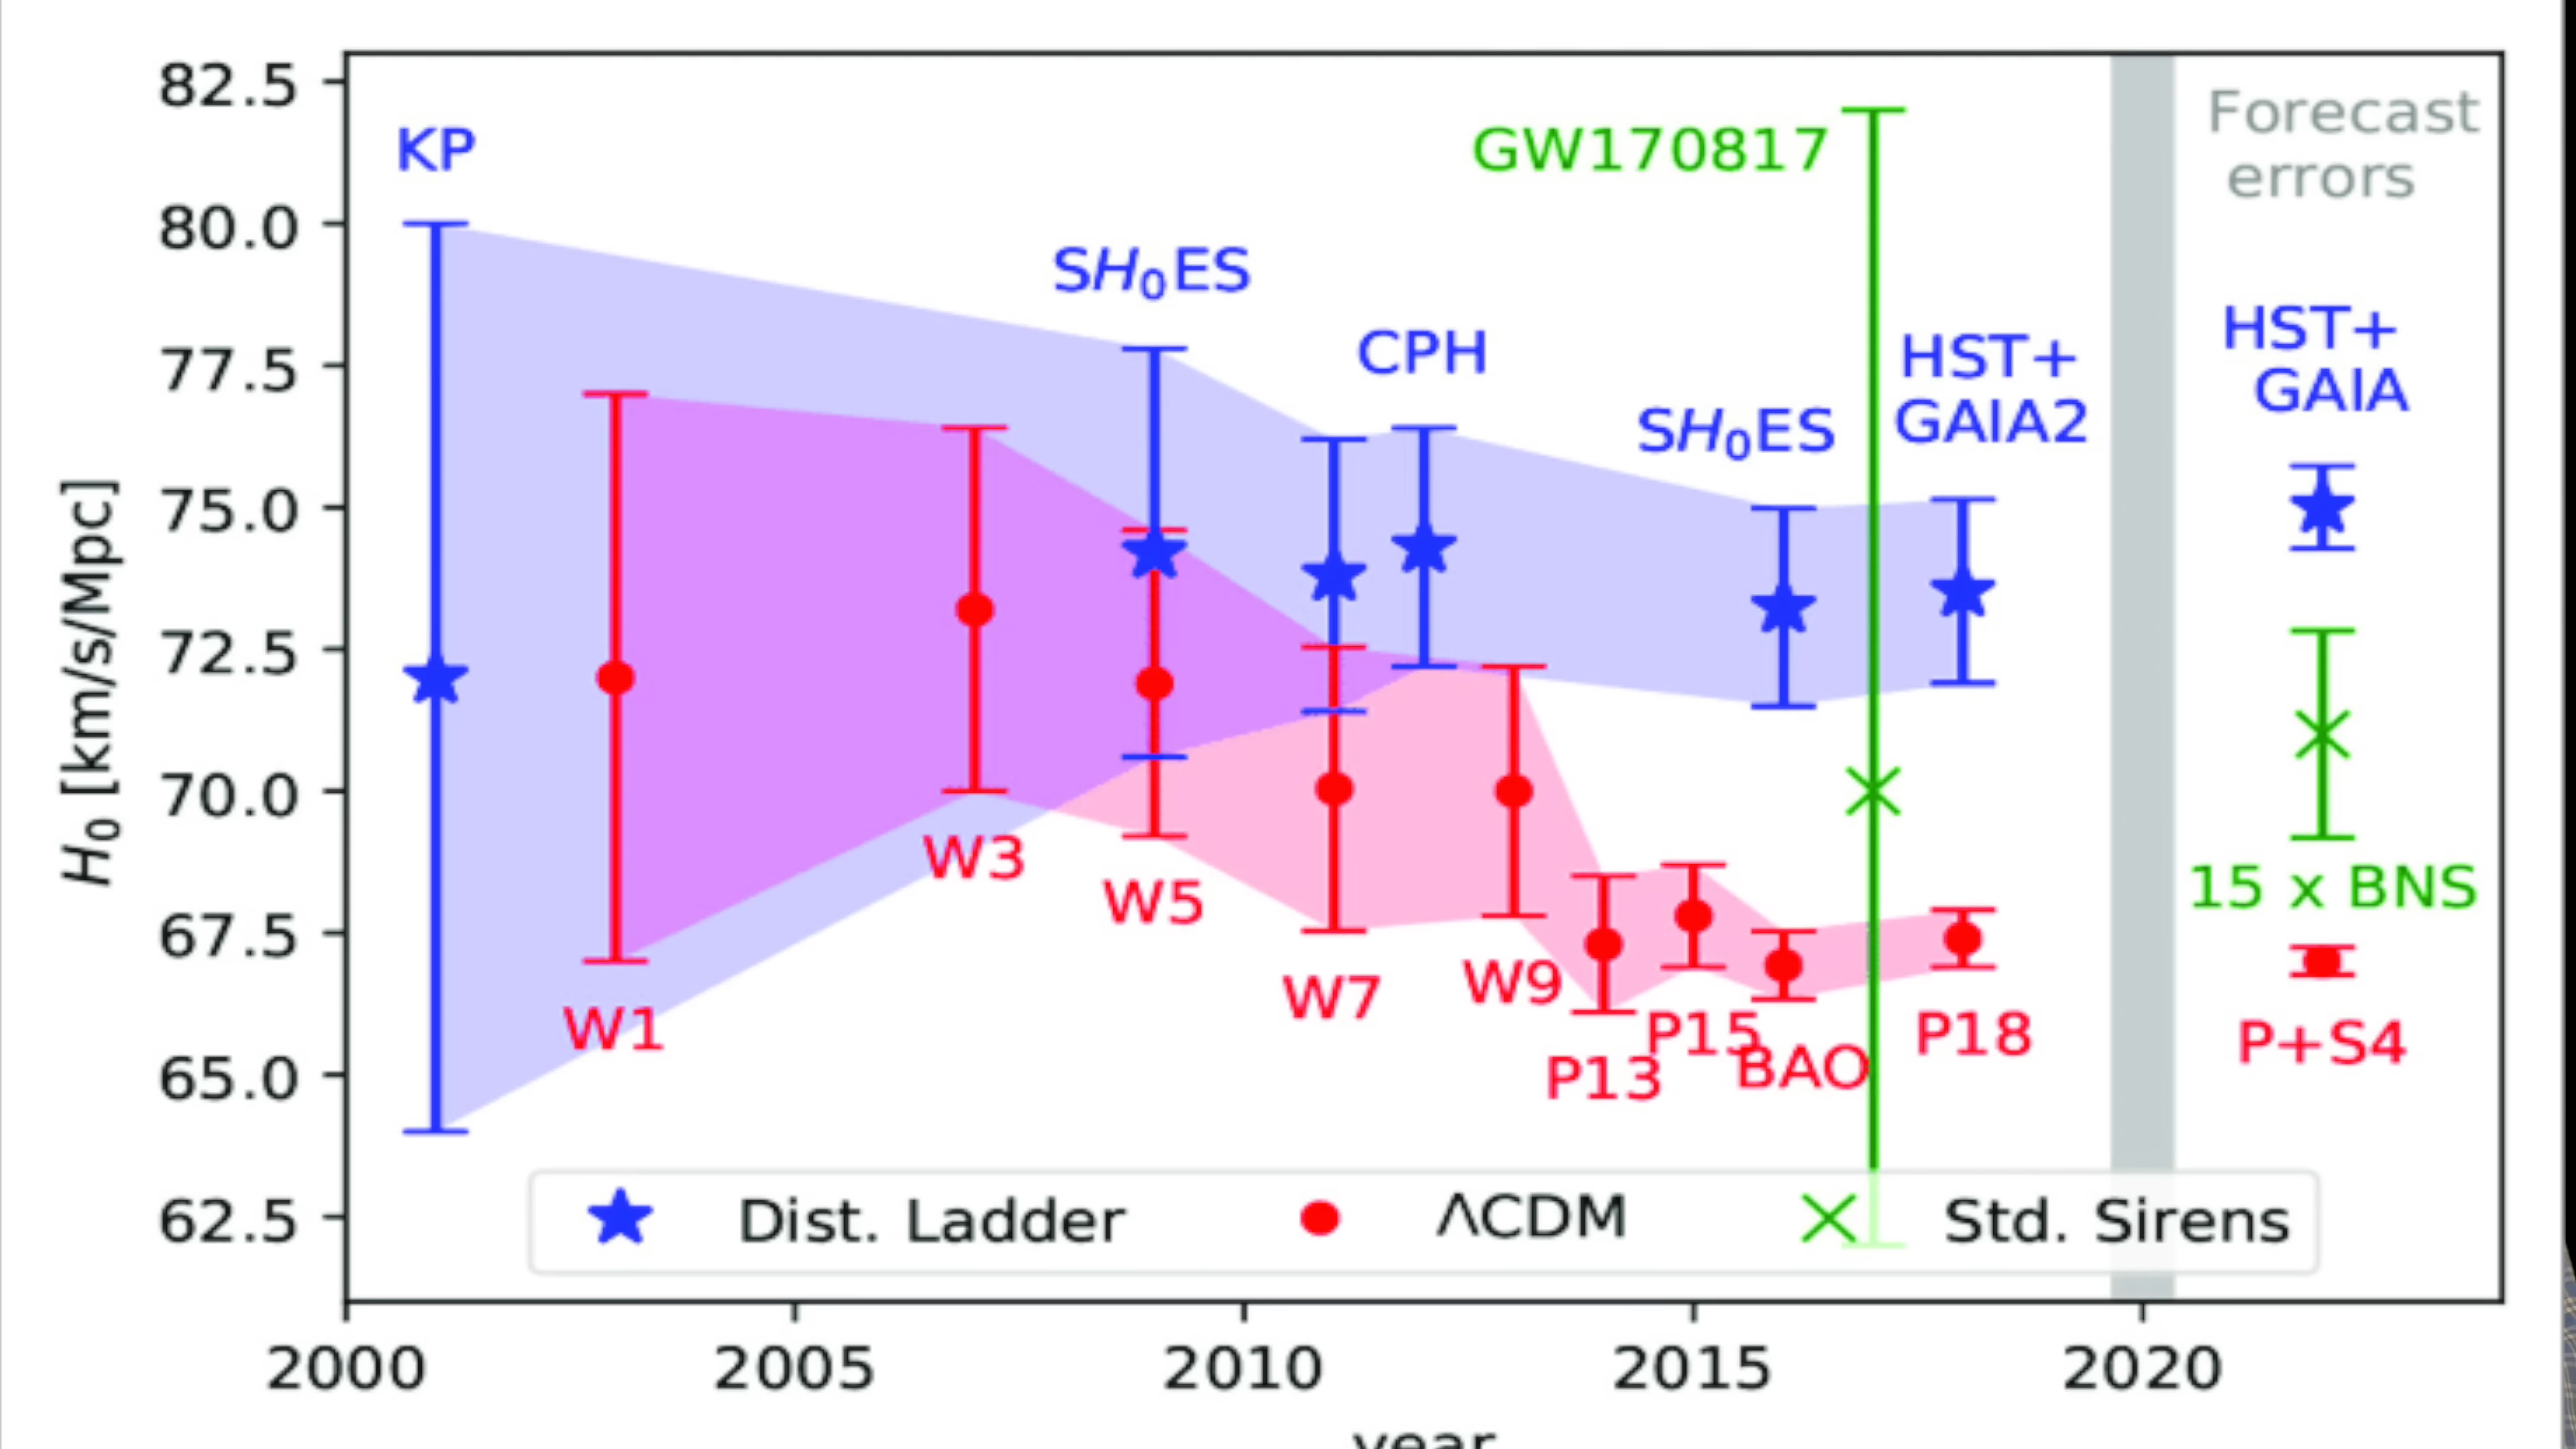 82.5
80.0
77.5
75.0
72.5
70.0
67.5
65.0
62.5
H₀ [km/s/Mpc]
KP
SH₀ES
CPH
GW170817
SH₀ES
HST+
GAIA2
Forecast
errors
HST+
GAIA
W1
W3
W5
W7
W9
P13
P15
BAO
P18
15 x BNS
P+S4
Dist. Ladder
ΛCDM
Std. Sirens
2000
2005
2010
2015
2020
year